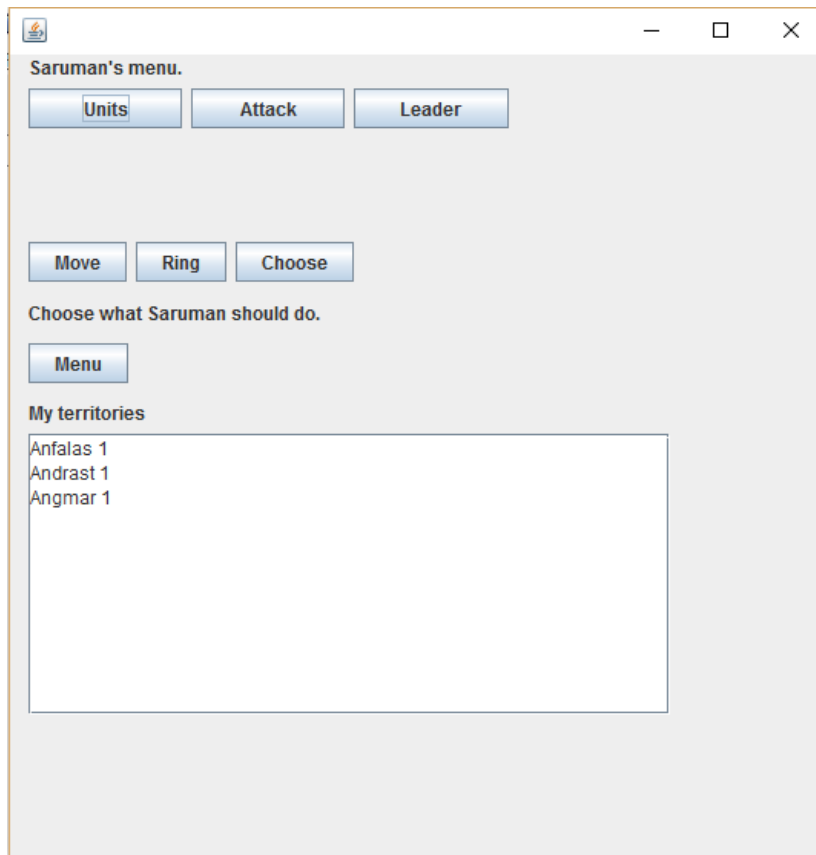 Saruman's menu.
Units Attack Leader
Move Ring Choose
Choose what Saruman should do.
Menu
My territories
Anfalas 1
Andrast 1
Angmar 1